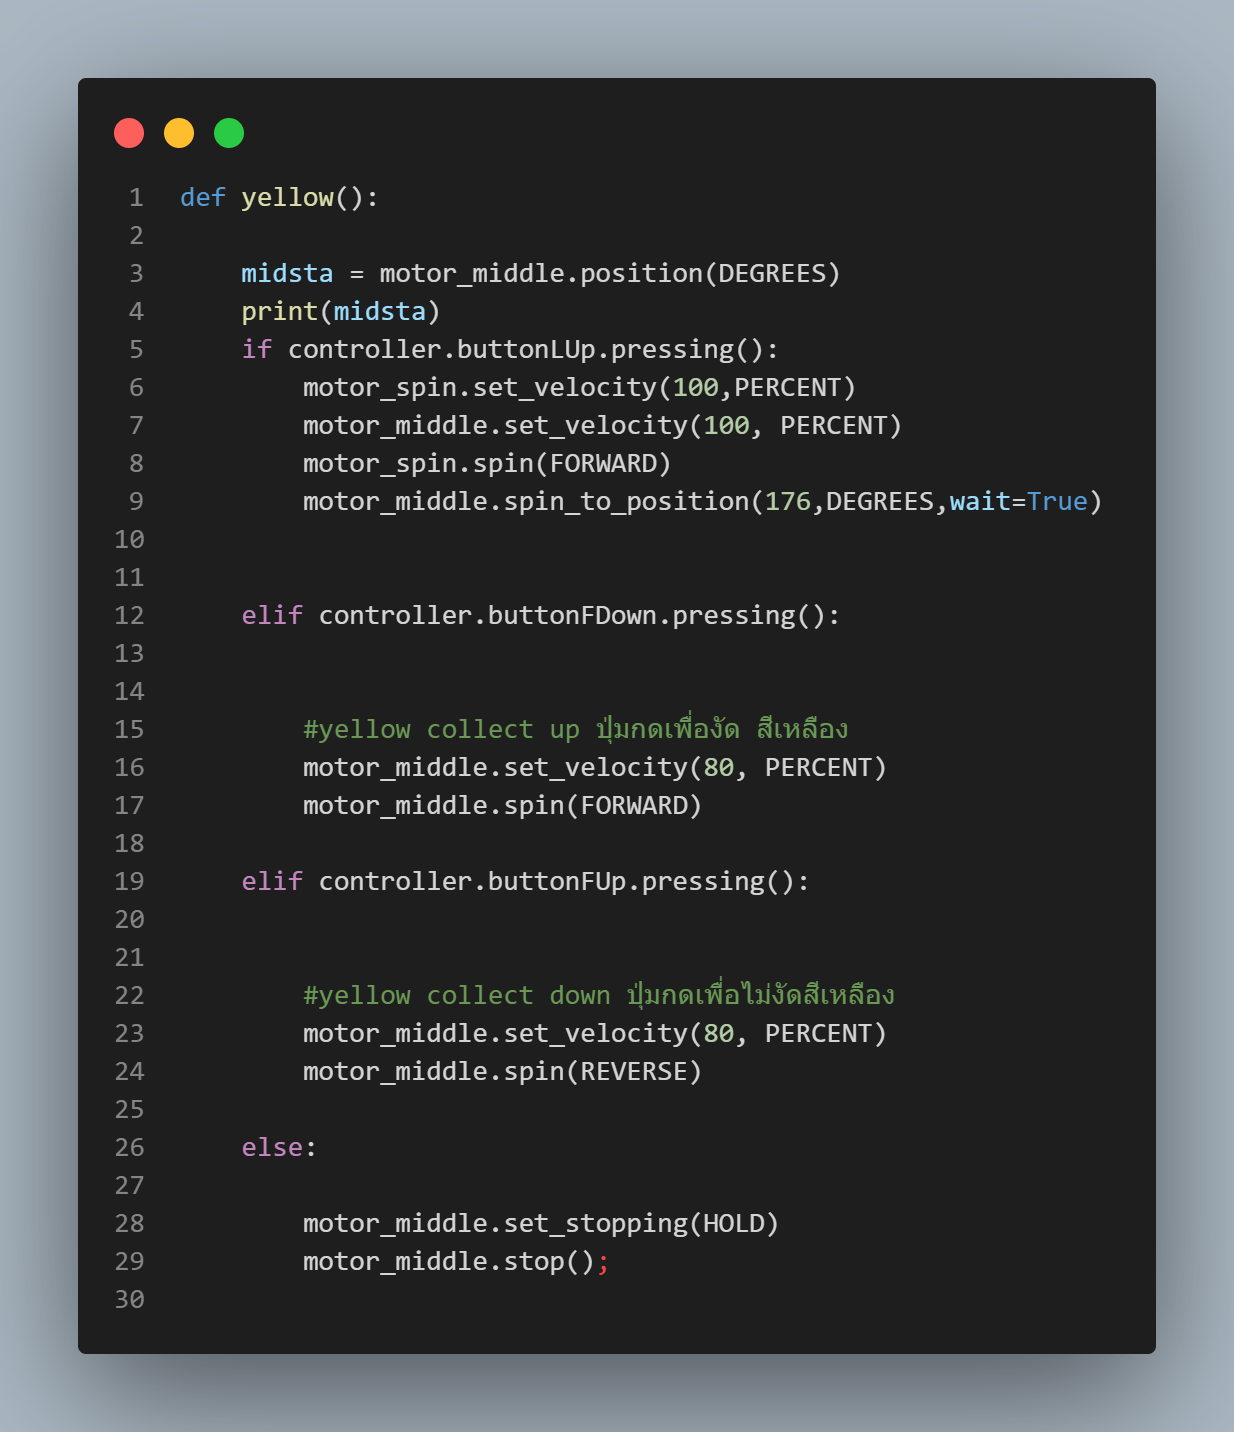 1 def yellow():
2
3     midsta = motor_middle.position(DEGREES)
4     print(midsta)
5     if controller.buttonLUp.pressing():
6         motor_spin.set_velocity(100,PERCENT)
7         motor_middle.set_velocity(100, PERCENT)
8         motor_spin.spin(FORWARD)
9         motor_middle.spin_to_position(176,DEGREES,wait=True)
10
11
12     elif controller.buttonFDown.pressing():
13
14
15         #yellow collect up ปุ่มกดเพื่องัด สีเหลือง
16         motor_middle.set_velocity(80, PERCENT)
17         motor_middle.spin(FORWARD)
18
19     elif controller.buttonFUp.pressing():
20
21
22         #yellow collect down ปุ่มกดเพื่อไม่งัดสีเหลือง
23         motor_middle.set_velocity(80, PERCENT)
24         motor_middle.spin(REVERSE)
25
26     else:
27
28         motor_middle.set_stopping(HOLD)
29         motor_middle.stop();
30